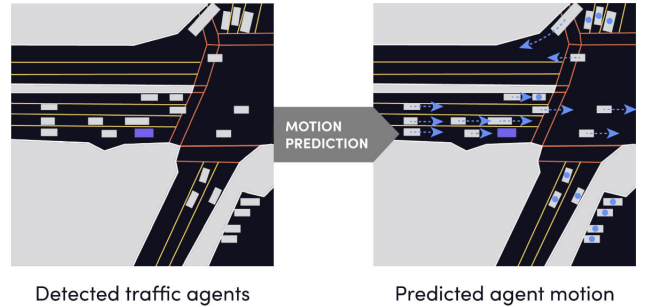 MOTION
PREDICTION
Detected traffic agents
Predicted agent motion